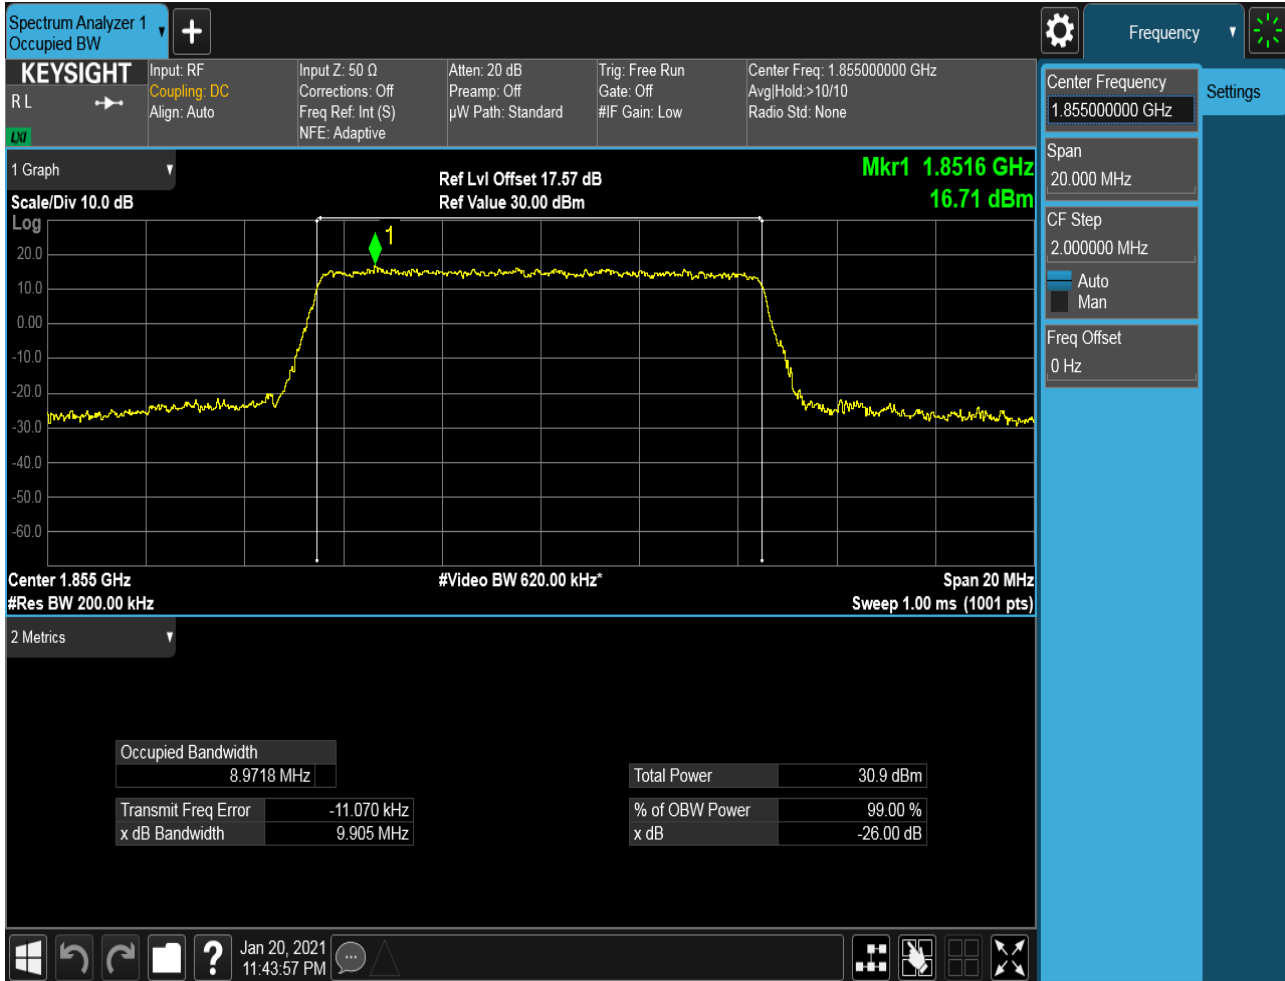 Spectrum Analyzer 1
Occupied BW
Frequency
KEYSIGHT
R L
LXI
Input: RF
Coupling: DC
Align: Auto
Input Z: 50 Ω
Corrections: Off
Freq Ref: Int (S)
NFE: Adaptive
Atten: 20 dB
Preamp: Off
µW Path: Standard
Trig: Free Run
Gate: Off
#IF Gain: Low
Center Freq: 1.855000000 GHz
Avg|Hold:>10/10
Radio Std: None
Center Frequency
1.855000000 GHz
Settings
Span
20.000 MHz
CF Step
2.000000 MHz
Auto
Man
Freq Offset
0 Hz
1 Graph
Scale/Div 10.0 dB
Ref Lvl Offset 17.57 dB
Ref Value 30.00 dBm
Mkr1 1.8516 GHz
16.71 dBm
Log
1
20.0
10.0
0.00
-10.0
-20.0
-30.0
-40.0
-50.0
-60.0
Center 1.855 GHz
#Res BW 200.00 kHz
#Video BW 620.00 kHz*
Span 20 MHz
Sweep 1.00 ms (1001 pts)
2 Metrics
Occupied Bandwidth
8.9718 MHz
Transmit Freq Error -11.070 kHz
x dB Bandwidth 9.905 MHz
Total Power 30.9 dBm
% of OBW Power 99.00 %
x dB -26.00 dB
?
Jan 20, 2021
11:43:57 PM